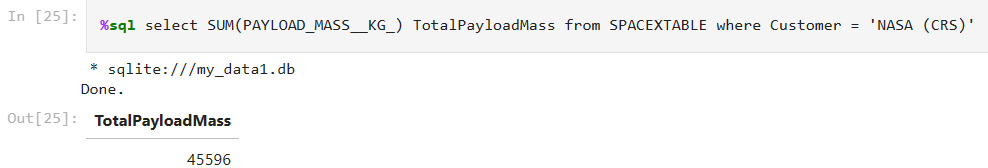 In [25]: %sql select SUM(PAYLOAD_MASS__KG_) TotalPayloadMass from SPACEXTABLE where Customer = 'NASA (CRS)'
* sqlite:///my_data1.db
Done.
Out[25]: TotalPayloadMass
45596